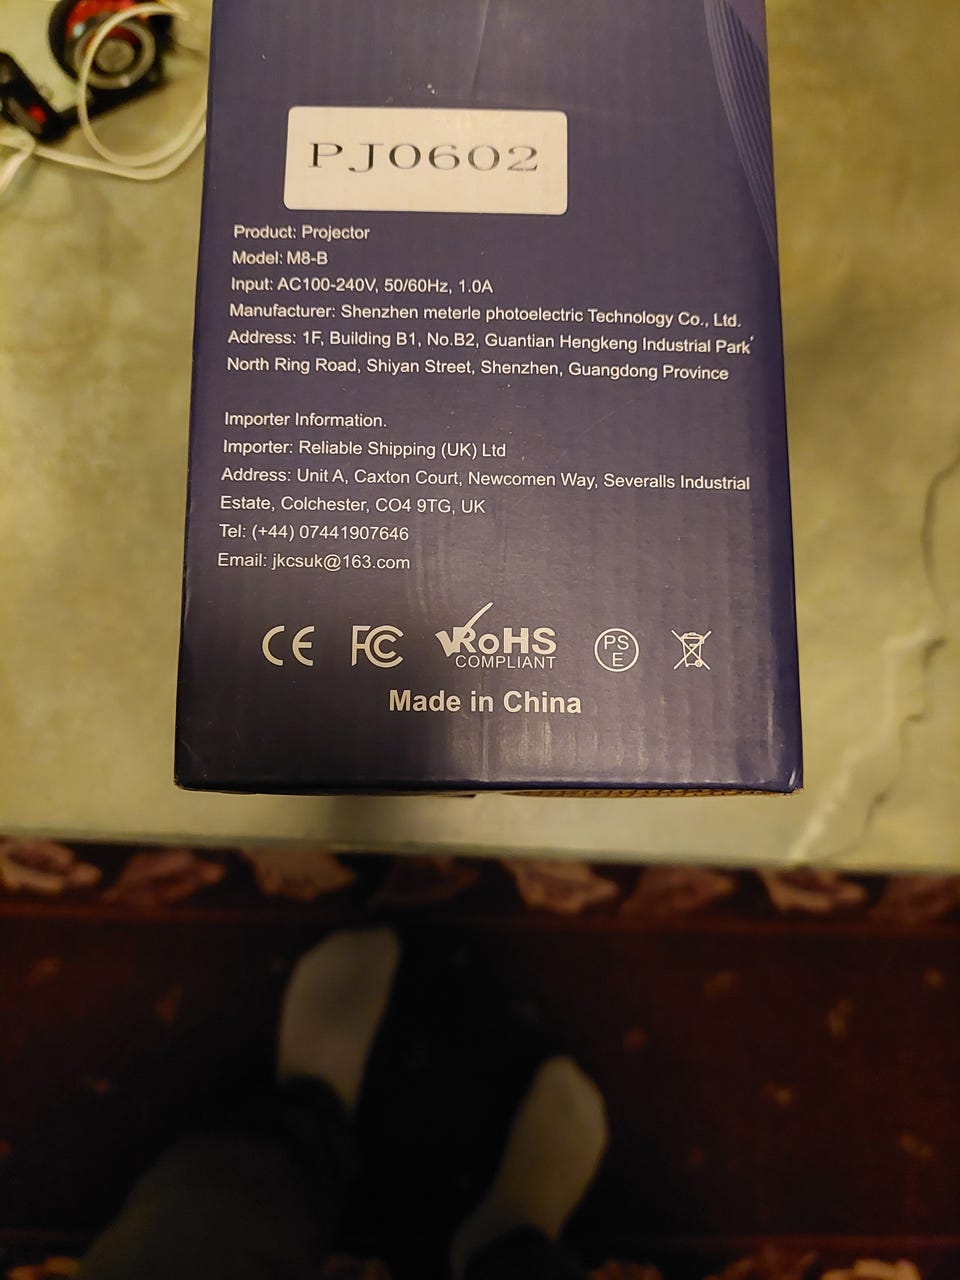 PJ0602
Product: Projector
Model: M8-B
Input: AC100-240V, 50/60Hz, 1.0A
Manufacturer: Shenzhen meterle photoelectric Technology Co., Ltd.
Address: 1F, Building B1, No.B2, Guantian Hengkeng Industrial Park
North Ring Road, Shiyan Street, Shenzhen, Guangdong Province
Importer Information.
Importer: Reliable Shipping (UK) Ltd
Address: Unit A, Caxton Court, Newcomen Way, Severalls Industrial
Estate, Colchester, CO4 9TG, UK
Tel: (+44) 07441907646
Email: jkcsuk@163.com
CE FC RoHS PS E
COMPLIANT
Made in China